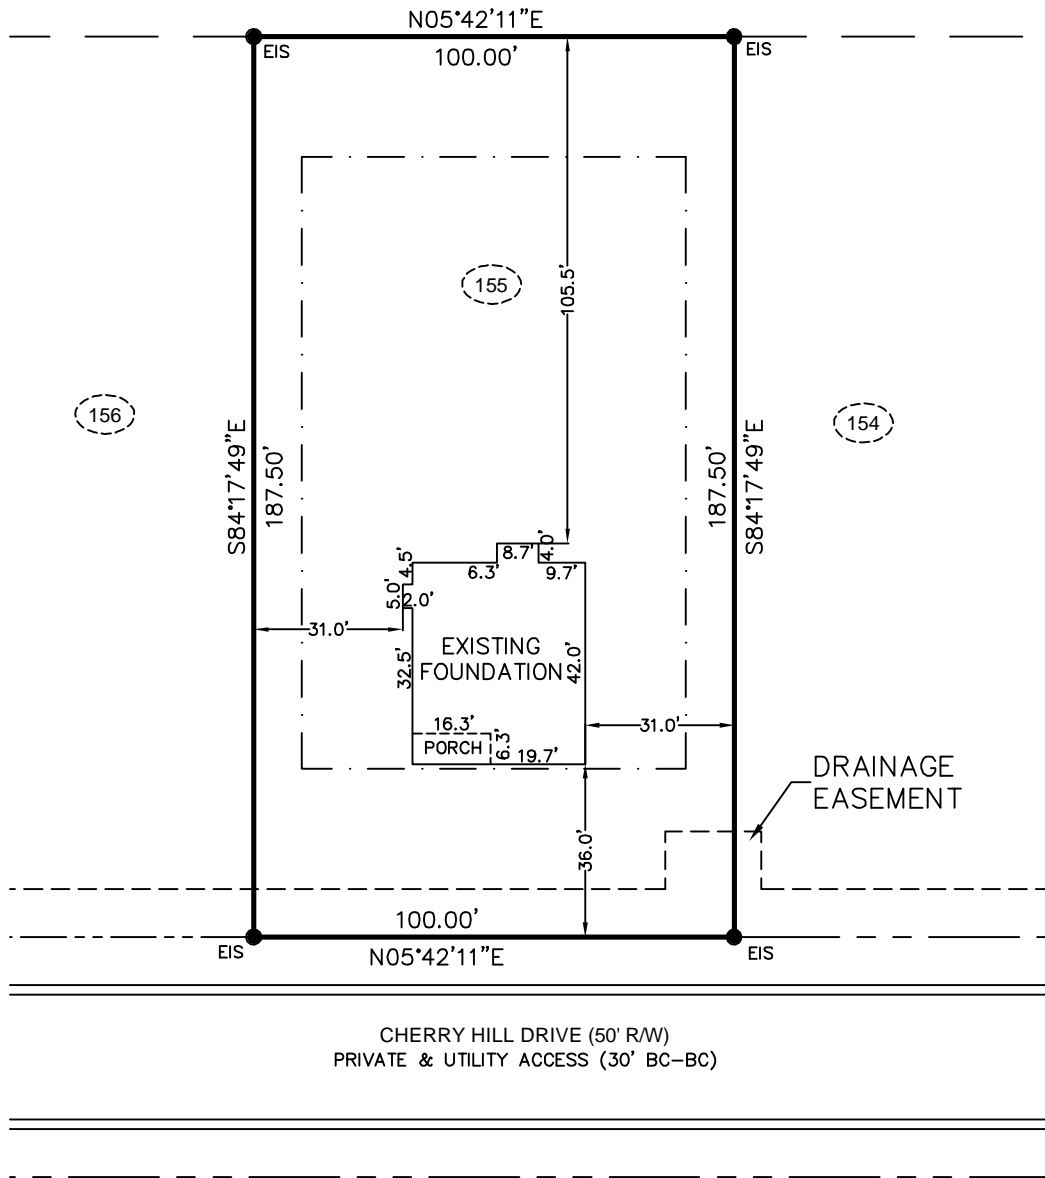 N05°42'11"E
EIS
100.00'
EIS
105.5'
155
156
154
S84°17'49"E
187.50'
187.50'
S84°17'49"E
8.7'
4.0'
4.5'
6.3'
9.7'
5.0'
2.0'
31.0'
EXISTING
FOUNDATION
32.5'
42.0'
16.3'
PORCH
6.3'
19.7'
31.0'
DRAINAGE
EASEMENT
36.0'
100.00'
EIS
N05°42'11"E
EIS
CHERRY HILL DRIVE (50' R/W)
PRIVATE & UTILITY ACCESS (30' BC-BC)